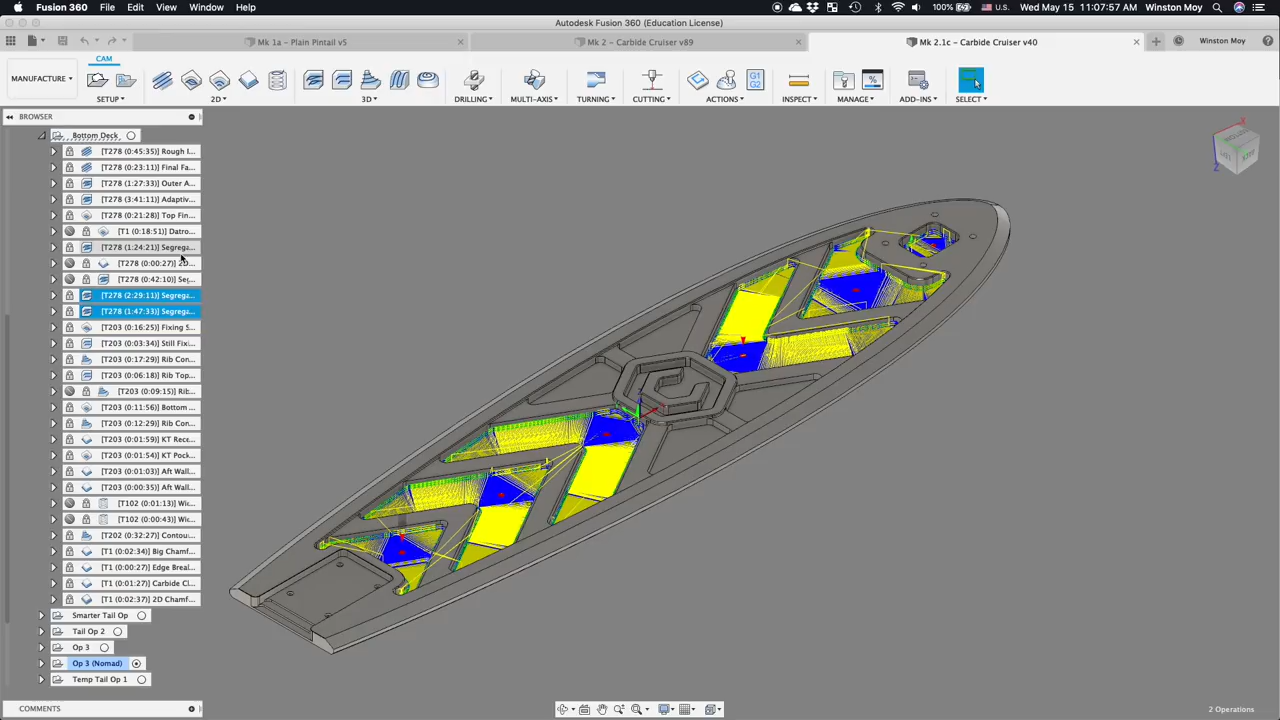 File Edit View Window Help
100% Wed May 15 11:07:57 AM Winston Moy
Autodesk Fusion 360 (Education License)
Mk 1a - Plain Pintail v5
Mk 2 - Carbide Cruiser v89
Mk 2.1c - Carbide Cruiser v40
Winston Moy
CAM
MANUFACTURE
G1
G2
SETUP
2D
3D
DRILLING
MULTI-AXIS
TURNING
CUTTING
ACTIONS
INSPECT
MANAGE
ADD-INS
SELECT
BROWSER
Bottom Deck
[T278 (0:45:35)] Rough I...
[T278 (0:23:11)] Final Fa...
[T278 (1:27:33)] Outer A...
[T278 (3:41:11)] Adaptiv...
[T278 (0:21:28)] Top Fin...
[T1 (0:18:51)] Datro...
[T278 (1:24:21)] Segrega...
[T278 (0:00:27)] 2D...
[T278 (0:42:10)] Seg...
[T278 (2:29:11)] Segrega...
[T278 (1:47:33)] Segrega...
[T203 (0:16:25)] Fixing S...
[T203 (0:03:34)] Still Fixi...
[T203 (0:17:29)] Rib Con...
[T203 (0:06:18)] Rib Top...
[T203 (0:09:15)] Rib...
[T203 (0:11:56)] Bottom ...
[T203 (0:12:29)] Rib Con...
[T203 (0:01:59)] KT Rece...
[T203 (0:01:54)] KT Pock...
[T203 (0:01:03)] Aft Wall...
[T203 (0:00:35)] Aft Wall...
[T102 (0:01:13)] Wid...
[T102 (0:00:43)] Wid...
[T202 (0:32:27)] Contou...
[T1 (0:02:34)] Big Chamf...
[T1 (0:00:27)] Edge Break...
[T1 (0:01:27)] Carbide Cl...
[T1 (0:02:37)] 2D Chamf...
Smarter Tail Op
Tail Op 2
Op 3
Op 3 (Nomad)
Temp Tail Op 1
COMMENTS
2 Operations